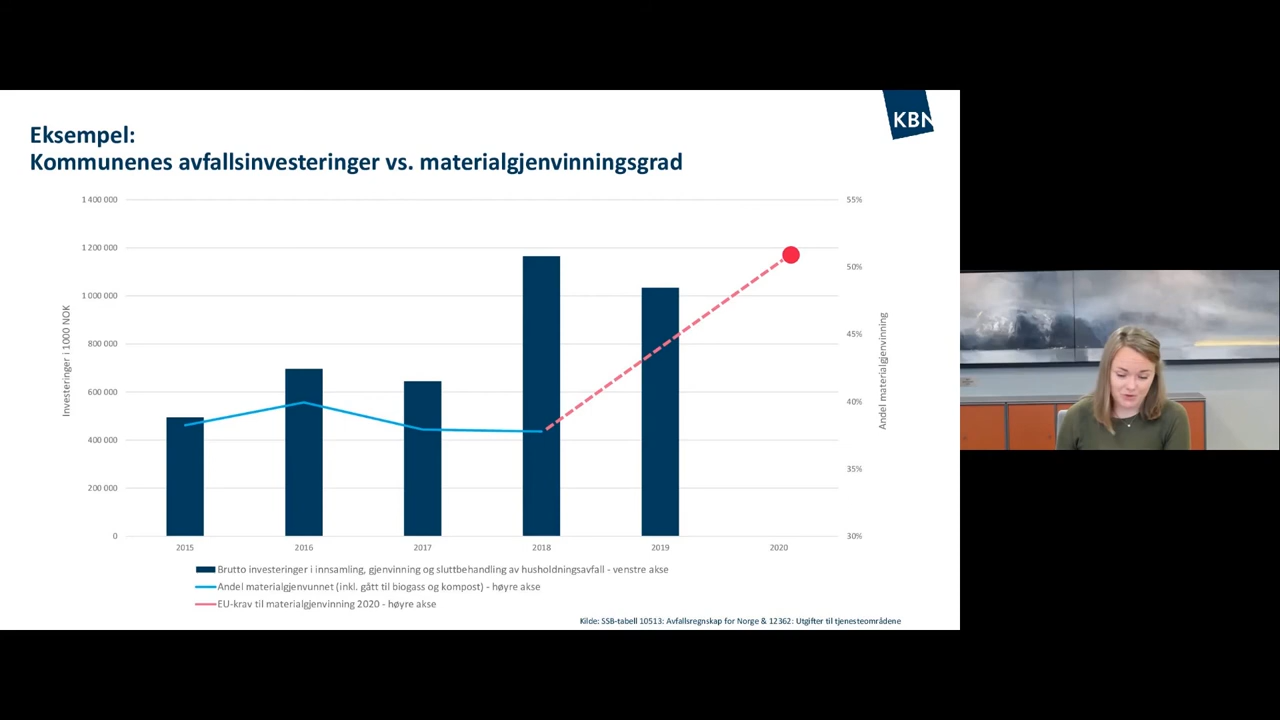 KBN
Eksempel:
Kommunenes avfallsinvesteringer vs. materialgjenvinningsgrad
1 400 000
1 200 000
1 000 000
800 000
600 000
400 000
200 000
0
Investeringer i 1000 NOK
55%
50%
45%
40%
35%
30%
Andel materialgjenvinning
2015 2016 2017 2018 2019 2020
Brutto investeringer i innsamling, gjenvinning og sluttbehandling av husholdningsavfall - venstre akse
Andel materialgjenvunnet (inkl. gått til biogass og kompost) - høyre akse
EU-krav til materialgjenvinning 2020 - høyre akse
Kilde: SSB-tabell 10513: Avfallsregnskap for Norge & 12362: Utgifter til tjenesteområdene